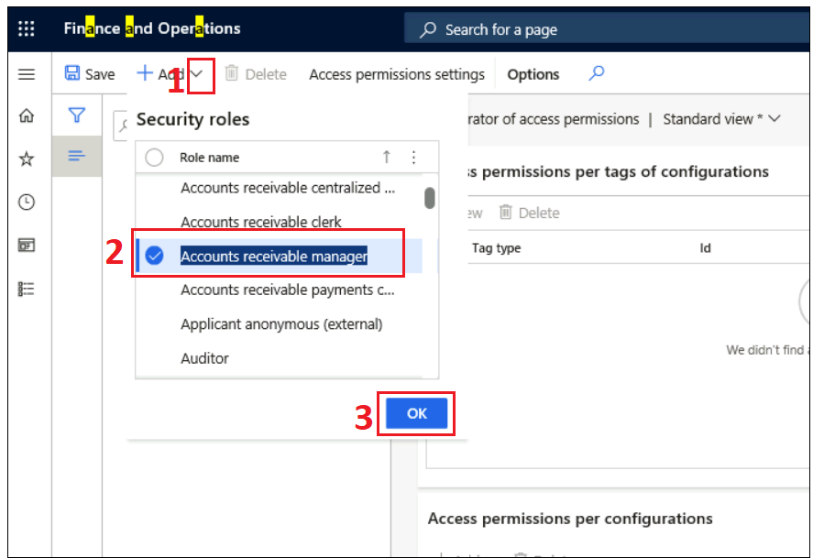 Finance and Operations
Search for a page
Save
Add
Delete
Access permissions settings
Options
1
Security roles
rator of access permissions | Standard view *
Role name
ss permissions per tags of configurations
Accounts receivable centralized ...
Accounts receivable clerk
ew
Delete
2
Accounts receivable manager
Tag type
Id
Accounts receivable payments c...
Applicant anonymous (external)
We didn't find
Auditor
3
OK
Access permissions per configurations